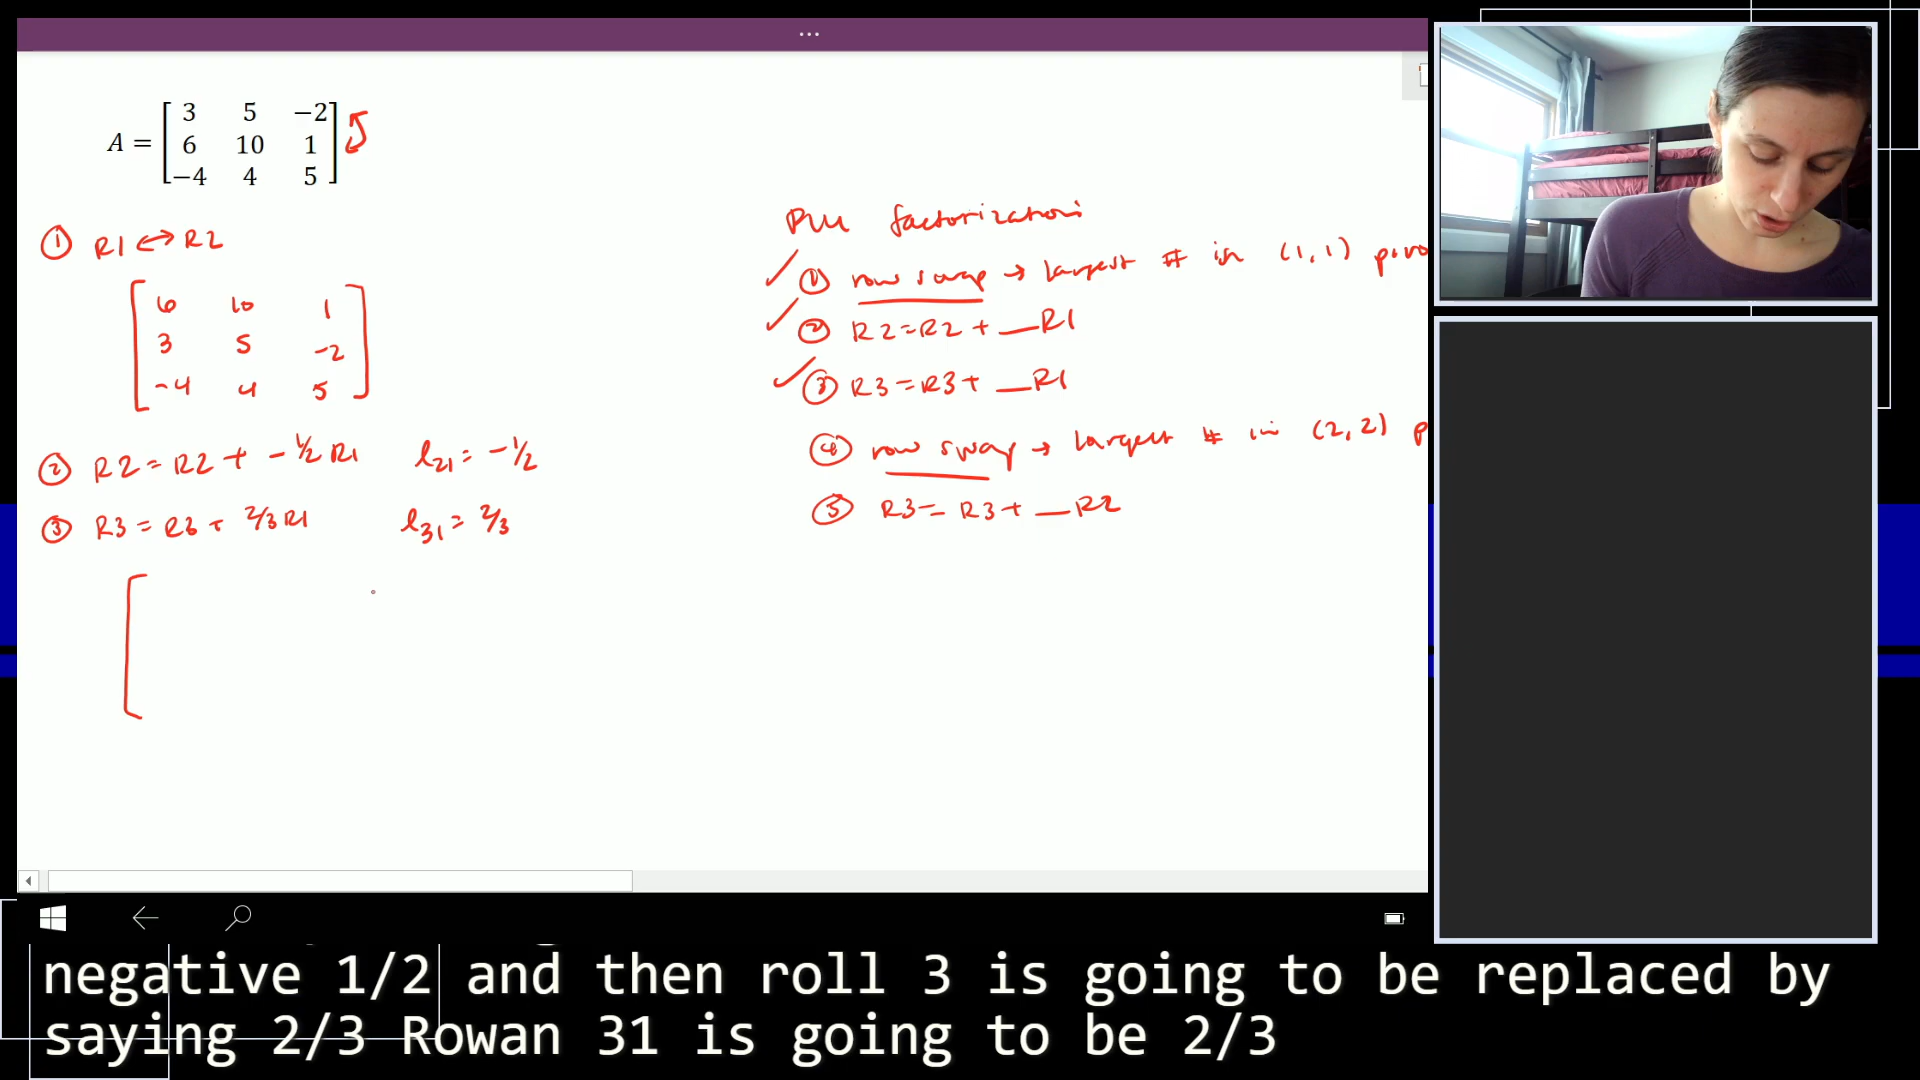 ...
A = [ 3 5 −2
6 10 1
−4 4 5 ]
① R1 ↔ R2
[ 6 10 1
3 5 -2
-4 4 5 ]
② R2 = R2 + -1/2 R1 l21 = -1/2
③ R3 = R3 + 2/3 R1 l31 = 2/3
PLU factorization
✓ ① row swap → largest # in (1,1) pivo
✓ ② R2=R2 + __R1
✓ ③ R3=R3+ __R1
④ row swap → largest # in (2,2) p
⑤ R3= R3+ __R2
negative 1/2 and then roll 3 is going to be replaced by
saying 2/3 Rowan 31 is going to be 2/3